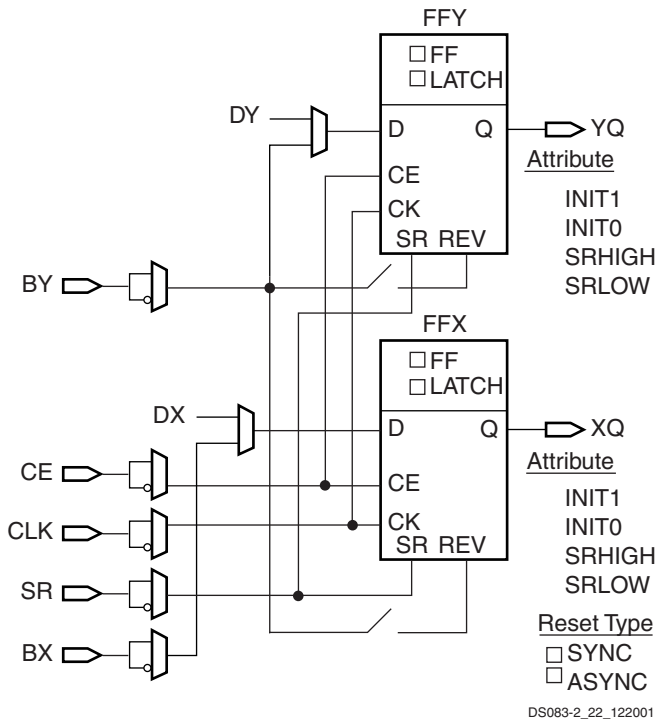 FFY
FF
LATCH
DY
D Q
YQ
Attribute
CE
CK
INIT1
INIT0
SR REV
SRHIGH
BY
SRLOW
FFX
FF
LATCH
DX
D Q
XQ
Attribute
CE
CE
INIT1
CLK
CK
INIT0
SR REV
SRHIGH
SR
SRLOW
Reset Type
BX
SYNC
ASYNC
DS083-2_22_122001